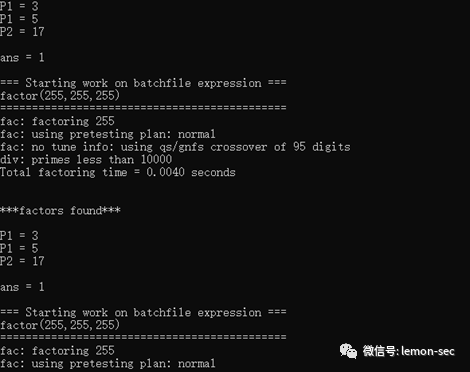 P1 = 3
P1 = 5
P2 = 17
ans = 1
=== Starting work on batchfile expression ===
factor(255,255,255)
=============================================
fac: factoring 255
fac: using pretesting plan: normal
fac: no tune info: using qs/gnfs crossover of 95 digits
div: primes less than 10000
Total factoring time = 0.0040 seconds
***factors found***
P1 = 3
P1 = 5
P2 = 17
ans = 1
=== Starting work on batchfile expression ===
factor(255,255,255)
=============================================
fac: factoring 255
fac: using pretesting plan: normal
微信号: lemon-sec